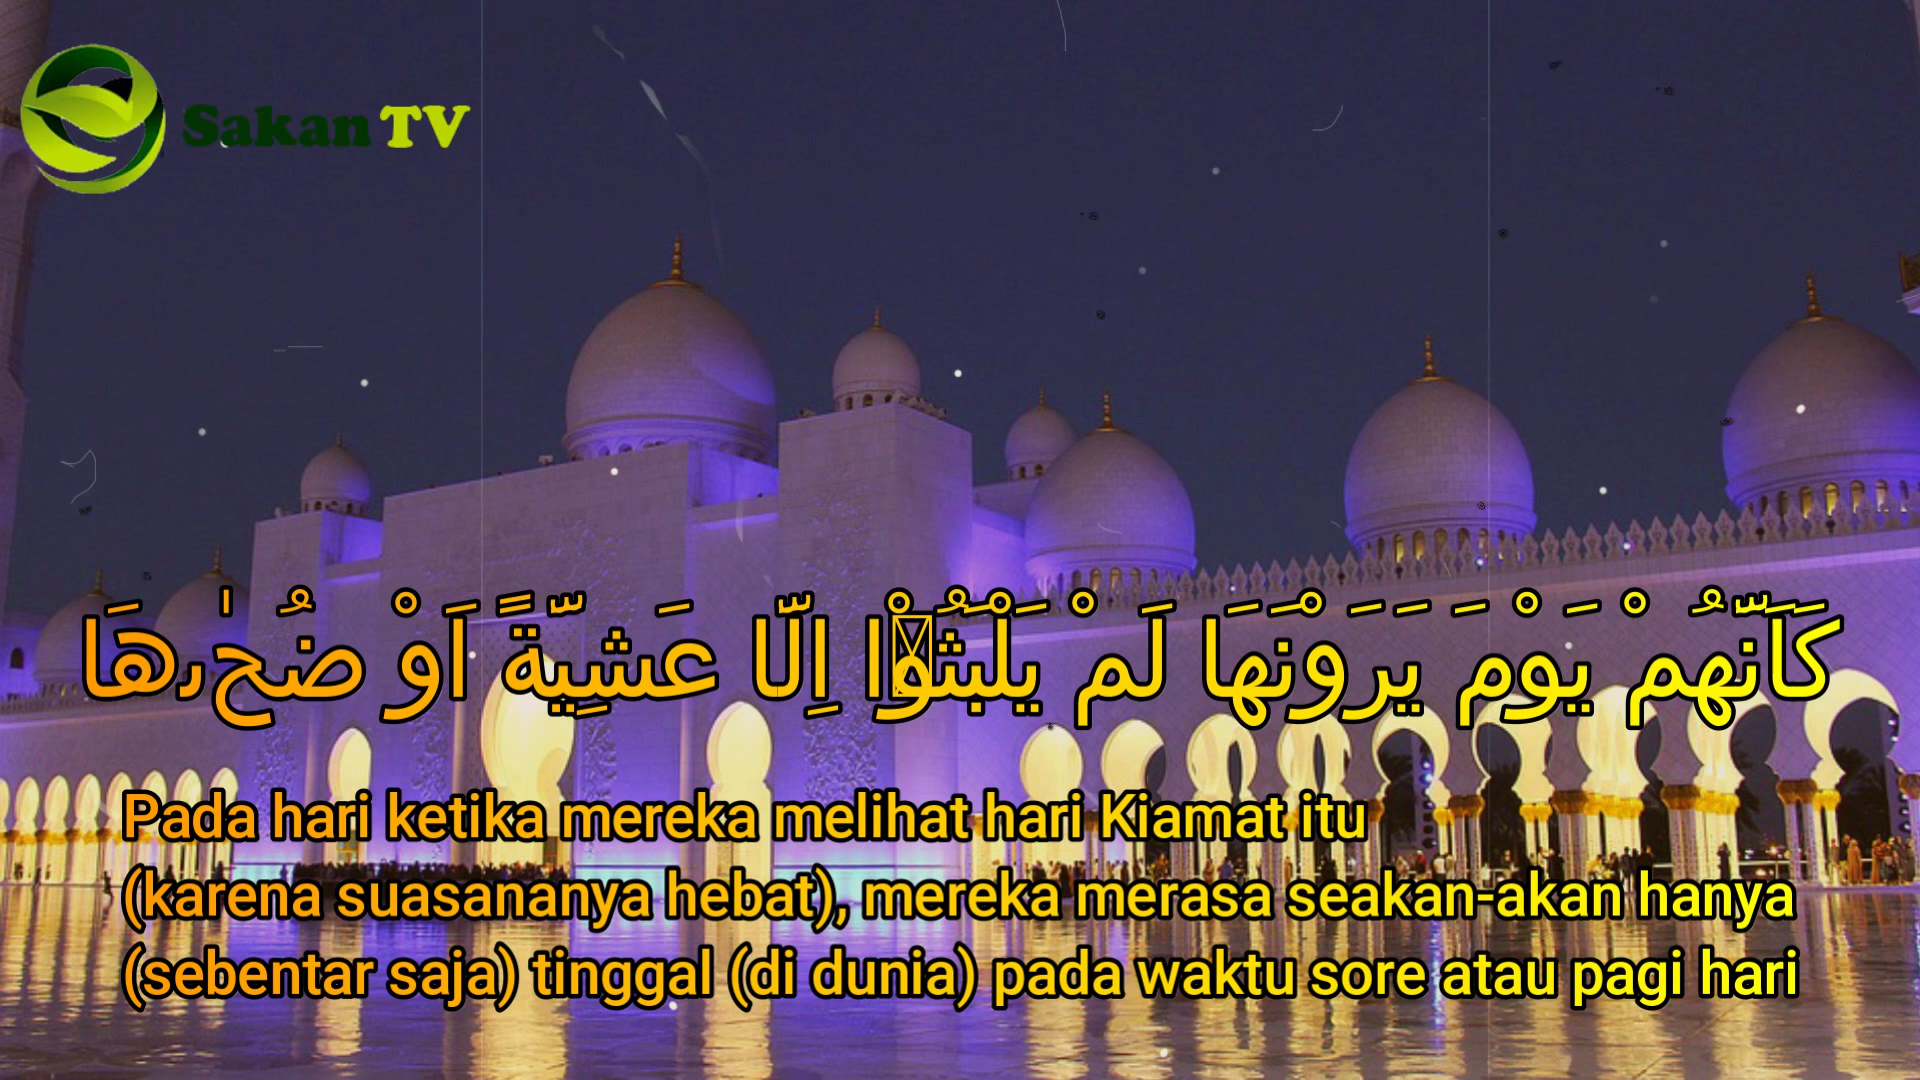 Sakan TV
كَاَنَّهُمْ يَوْمَ يَرَوْنَهَا لَمْ يَلْبَثُوْٓا اِلَّا عَشِيَّةً اَوْ ضُحٰىهَا
Pada hari ketika mereka melihat hari Kiamat itu
(karena suasananya hebat), mereka merasa seakan-akan hanya
(sebentar saja) tinggal (di dunia) pada waktu sore atau pagi hari